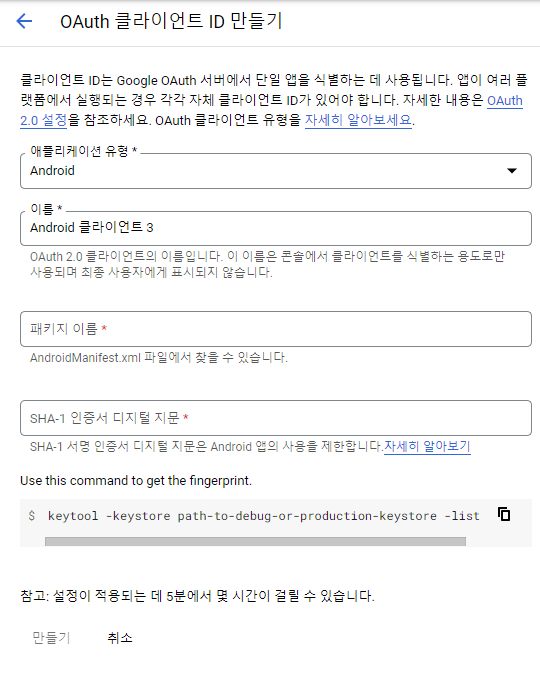 OAuth 클라이언트 ID 만들기
클라이언트 ID는 Google OAuth 서버에서 단일 앱을 식별하는 데 사용됩니다. 앱이 여러 플
랫폼에서 실행되는 경우 각각 자체 클라이언트 ID가 있어야 합니다. 자세한 내용은 OAuth
2.0 설정을 참조하세요. OAuth 클라이언트 유형을 자세히 알아보세요.
애플리케이션 유형 *
Android
이름 *
Android 클라이언트 3
OAuth 2.0 클라이언트의 이름입니다. 이 이름은 콘솔에서 클라이언트를 식별하는 용도로만
사용되며 최종 사용자에게 표시되지 않습니다.
패키지 이름 *
AndroidManifest.xml 파일에서 찾을 수 있습니다.
SHA-1 인증서 디지털 지문 *
SHA-1 서명 인증서 디지털 지문은 Android 앱의 사용을 제한합니다.자세히 알아보기
Use this command to get the fingerprint.
$ keytool -keystore path-to-debug-or-production-keystore -list
참고: 설정이 적용되는 데 5분에서 몇 시간이 걸릴 수 있습니다.
만들기 취소